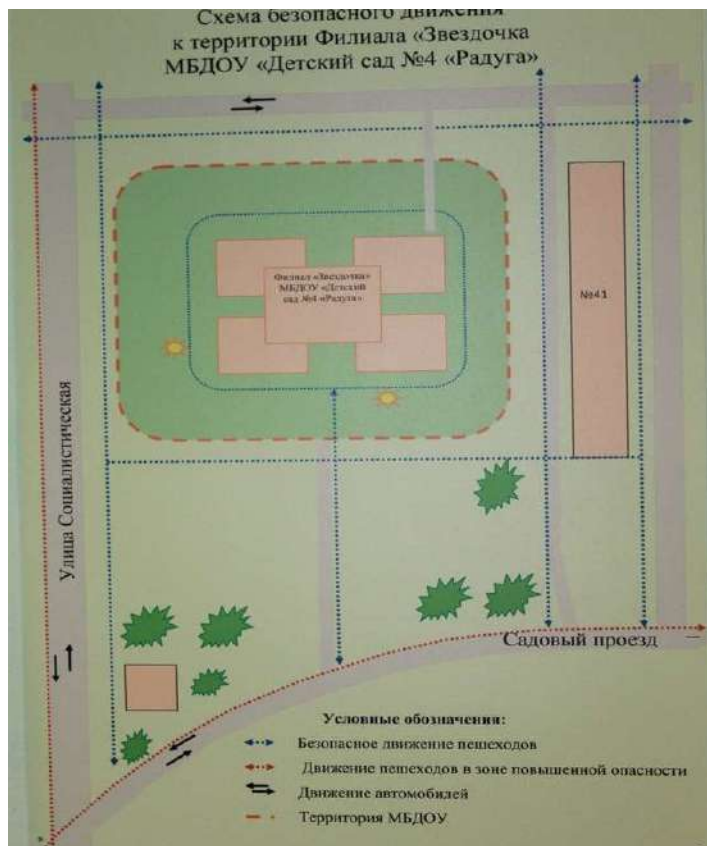 Схема безопасного движения
к территории Филиала «Звездочка
МБДОУ «Детский сад №4 «Радуга»
Филиал «Звездочка»
МБДОУ «Детский
сад №4 «Радуга»
№41
Улица Социалистическая
Садовый проезд
Условные обозначения:
Безопасное движение пешеходов
Движение пешеходов в зоне повышенной опасности
Движение автомобилей
Территория МБДОУ